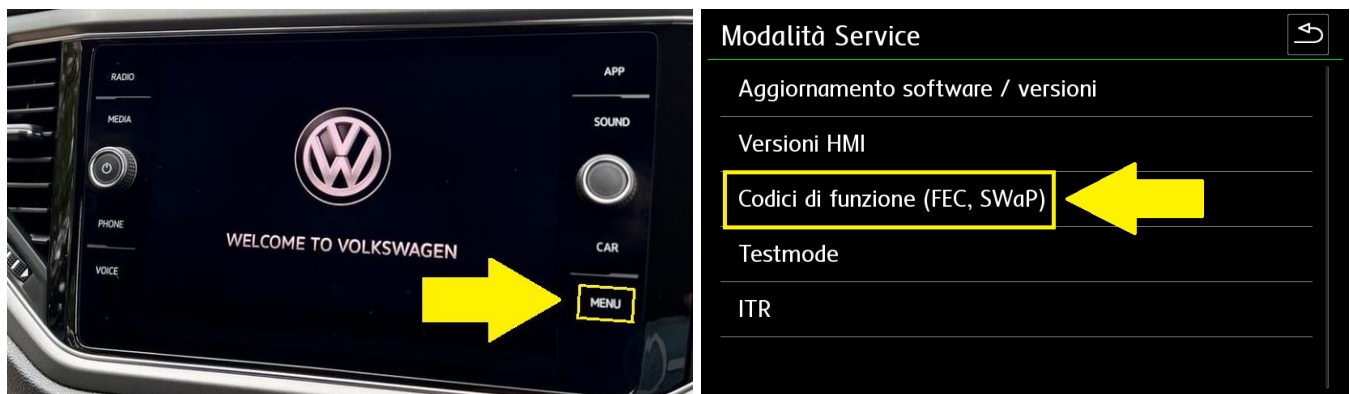 RADIO
MEDIA
PHONE
VOICE
WELCOME TO VOLKSWAGEN
APP
SOUND
CAR
MENU
Modalità Service
Aggiornamento software / versioni
Versioni HMI
Codici di funzione (FEC, SWaP)
Testmode
ITR